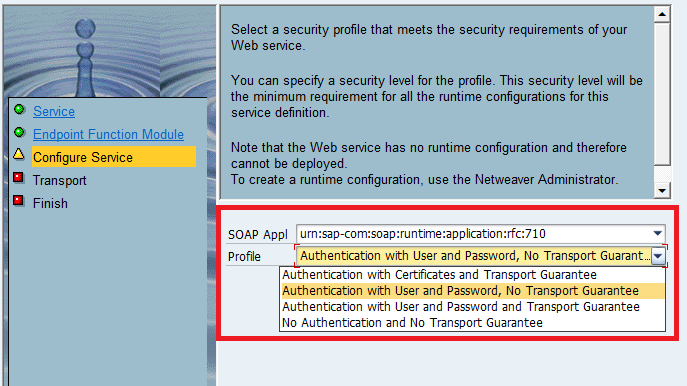 Service
Endpoint Function Module
Configure Service
Transport
Finish
Select a security profile that meets the security requirements of your
Web service.
You can specify a security level for the profile. This security level will be
the minimum requirement for all the runtime configurations for this
service definition.
Note that the Web service has no runtime configuration and therefore
cannot be deployed.
To create a runtime configuration, use the Netweaver Administrator.
SOAP Appl urn:sap-com:soap:runtime:application:rfc:710
Profile Authentication with User and Password, No Transport Guarant...
Authentication with Certificates and Transport Guarantee
Authentication with User and Password, No Transport Guarantee
Authentication with User and Password and Transport Guarantee
No Authentication and No Transport Guarantee